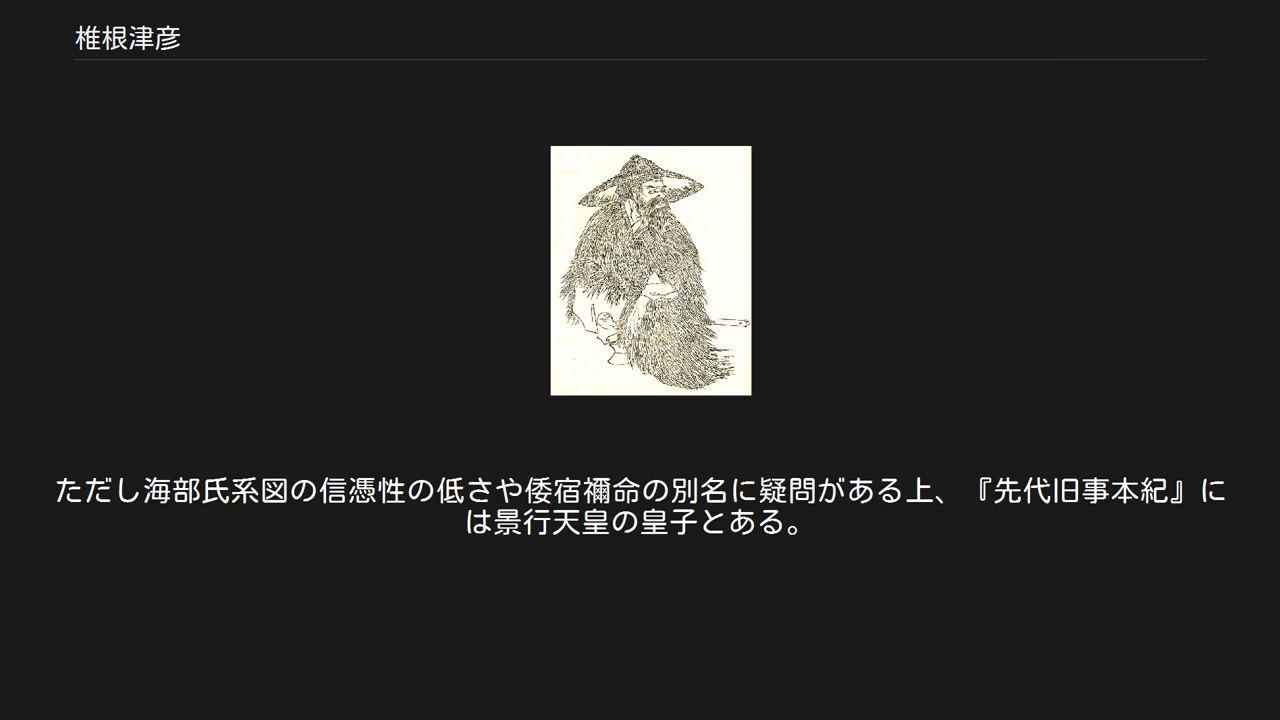 椎根津彦
ただし海部氏系図の信憑性の低さや倭宿禰命の別名に疑問がある上、『先代旧事本紀』に
は景行天皇の皇子とある。